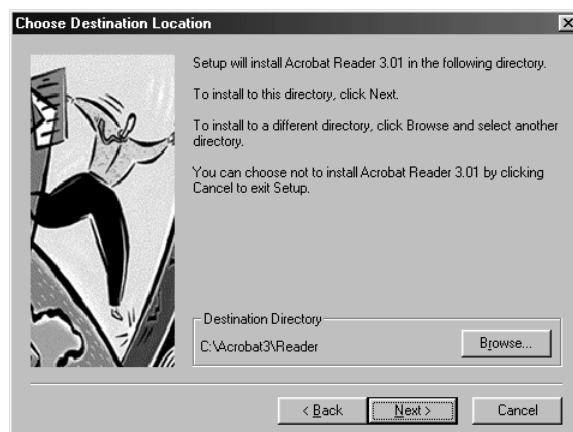 Choose Destination Location
Setup will install Acrobat Reader 3.01 in the following directory.
To install to this directory, click Next.
To install to a different directory, click Browse and select another
directory.
You can choose not to install Acrobat Reader 3.01 by clicking
Cancel to exit Setup.
Destination Directory
C:\Acrobat3\Reader
Browse...
< Back
Next >
Cancel